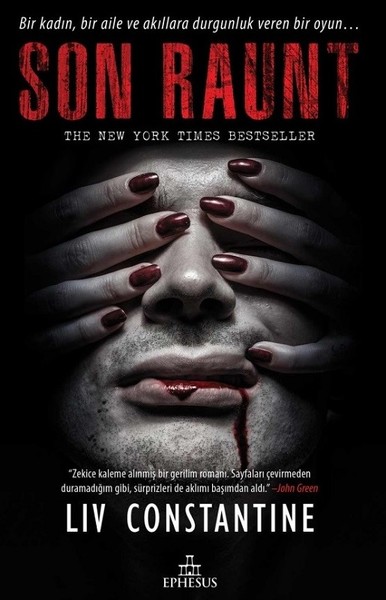 Bir kadın, bir aile ve akıllara durgunluk veren bir oyun...
SON RAUNT
THE NEW YORK TIMES BESTSELLER
“Zekice kaleme alınmış bir gerilim romanı. Sayfaları çevirmeden
duramadığım gibi, sürprizleri de aklımı başımdan aldı.” –John Green
LIV CONSTANTINE
EPHESUS